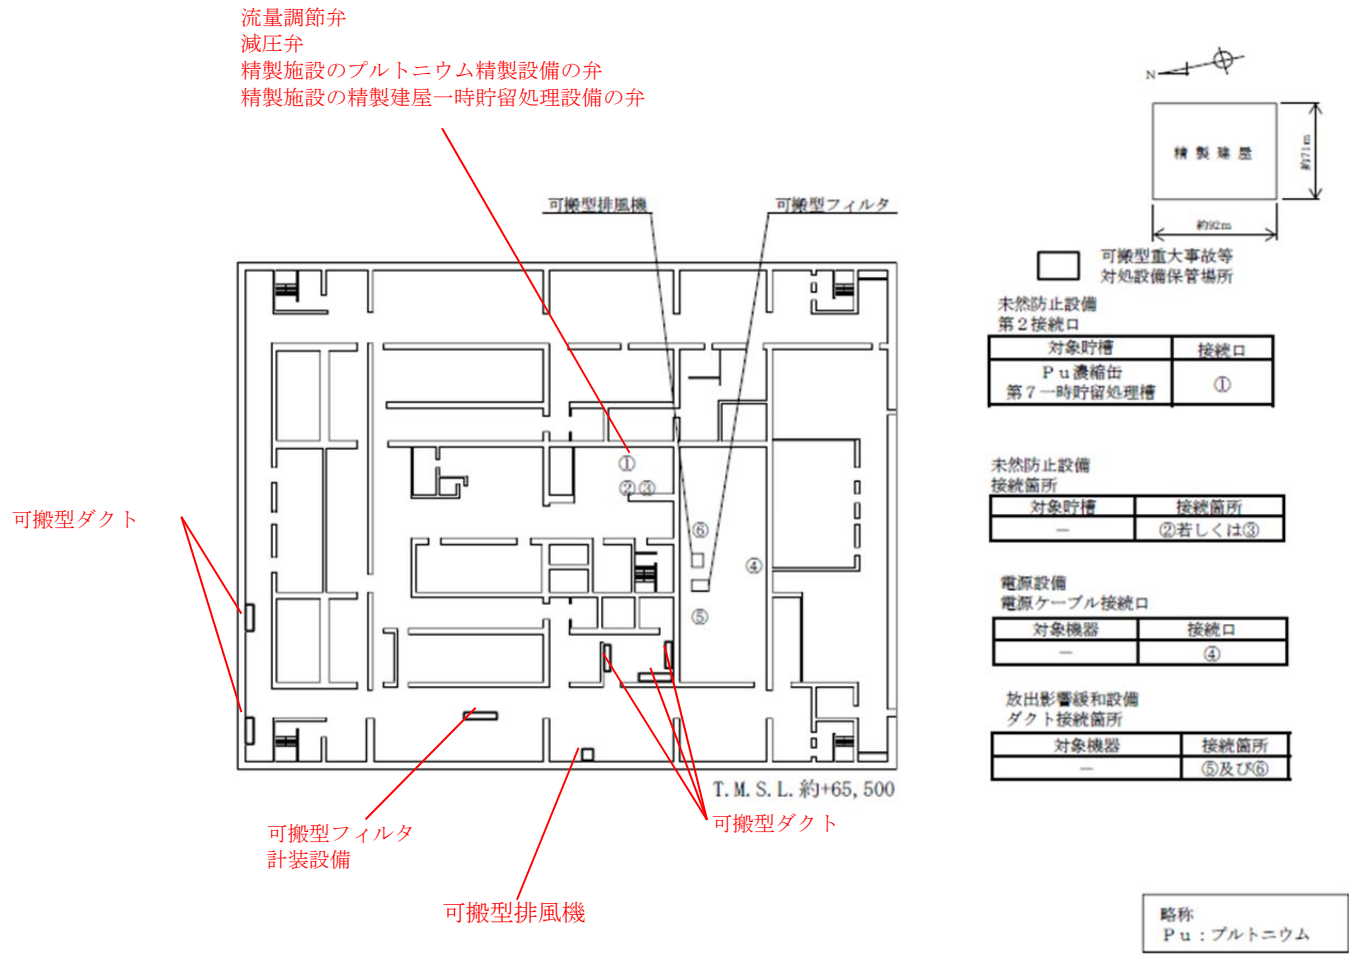 流量調節弁
減圧弁
精製施設のプルトニウム精製設備の弁
精製施設の精製建屋一時貯留処理設備の弁
N
精製建屋
約71m
約92m
可搬型重大事故等
対処設備保管場所
可搬型排風機
可搬型フィルタ
未然防止設備
第2接続口
対象貯槽 接続口
Pu濃縮缶
第7一時貯留処理槽
①
未然防止設備
接続箇所
対象貯槽 接続箇所
－ ②若しくは③
電源設備
電源ケーブル接続口
対象機器 接続口
－ ④
放出影響緩和設備
ダクト接続箇所
対象機器 接続箇所
－ ⑤及び⑥
①
②③
⑥
④
⑤
可搬型ダクト
T.M.S.L.約+65,500
可搬型ダクト
可搬型フィルタ
計装設備
可搬型排風機
略称
Pu：プルトニウム